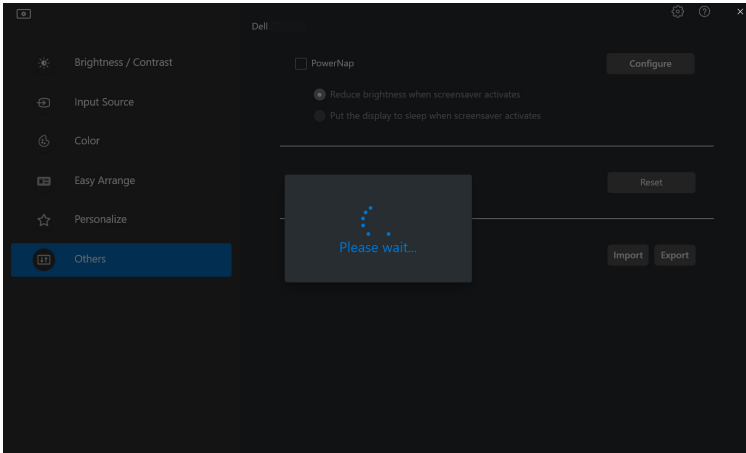 Dell
Brightness / Contrast
Input Source
Color
Easy Arrange
Personalize
Others
PowerNap
Configure
Reduce brightness when screensaver activates
Put the display to sleep when screensaver activates
Reset
Please wait...
Import Export